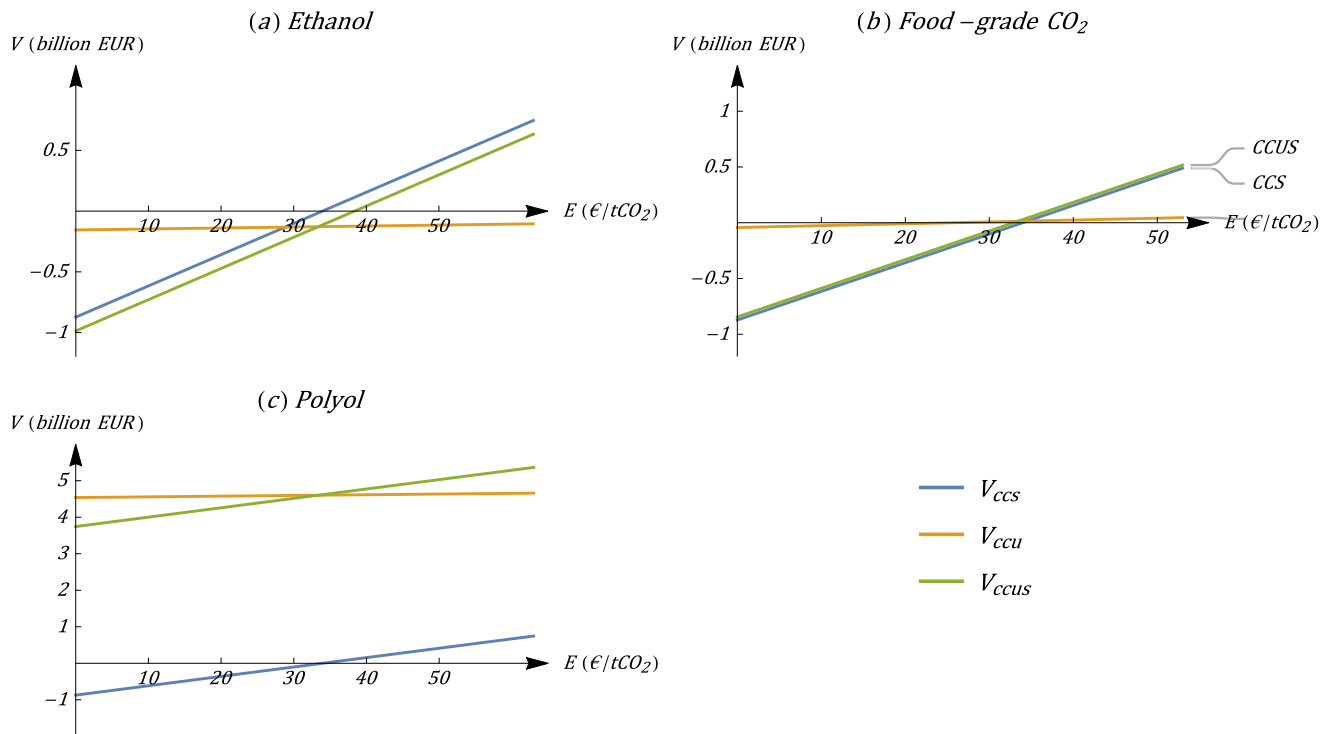 (a) Ethanol
V (billion EUR)
0.5
−0.5
−1
10 20 30 40 50
E (€/tCO2)
(b) Food−grade CO2
V (billion EUR)
1
0.5
−0.5
−1
10 20 30 40 50
CCUS
CCS
E (€/tCO2)
(c) Polyol
V (billion EUR)
5
4
3
2
1
−1
10 20 30 40 50
E (€/tCO2)
Vccs
Vccu
Vccus